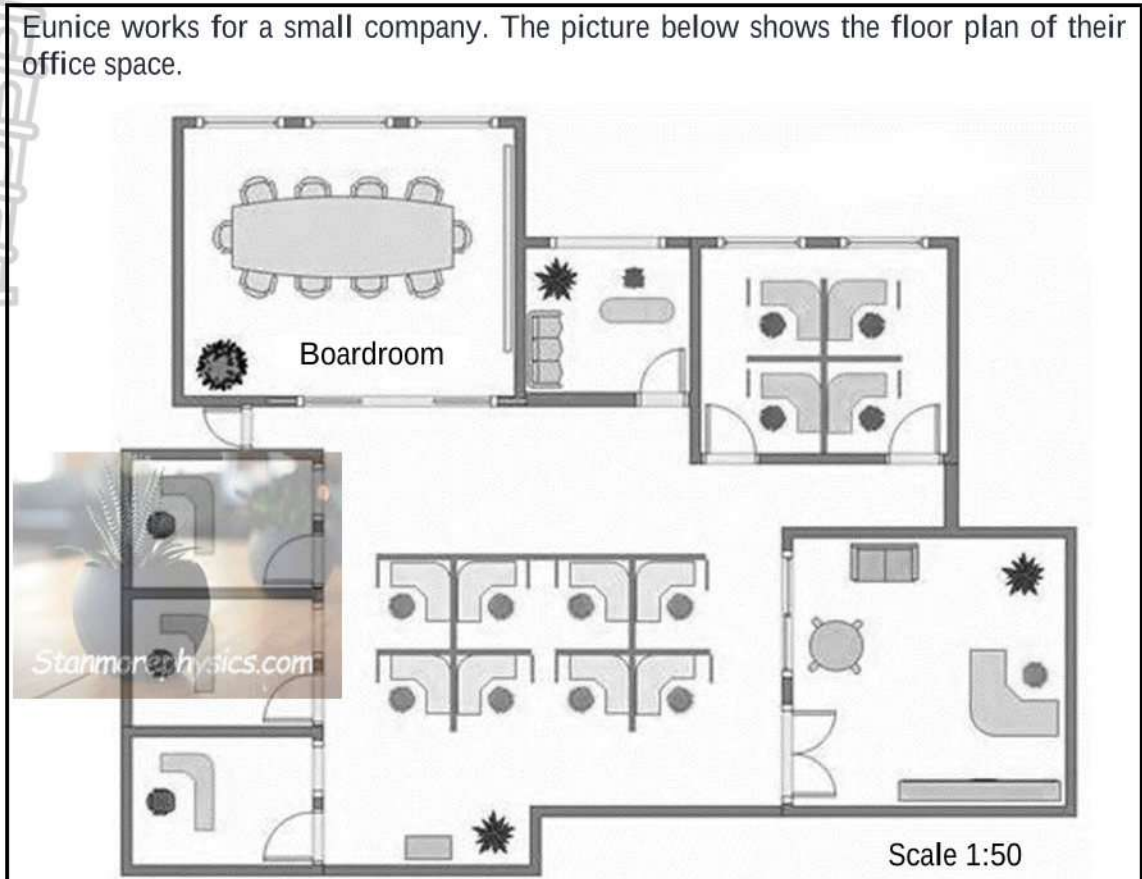 Eunice works for a small company. The picture below shows the floor plan of their
office space.
Boardroom
Stanmorephysics.com
Scale 1:50